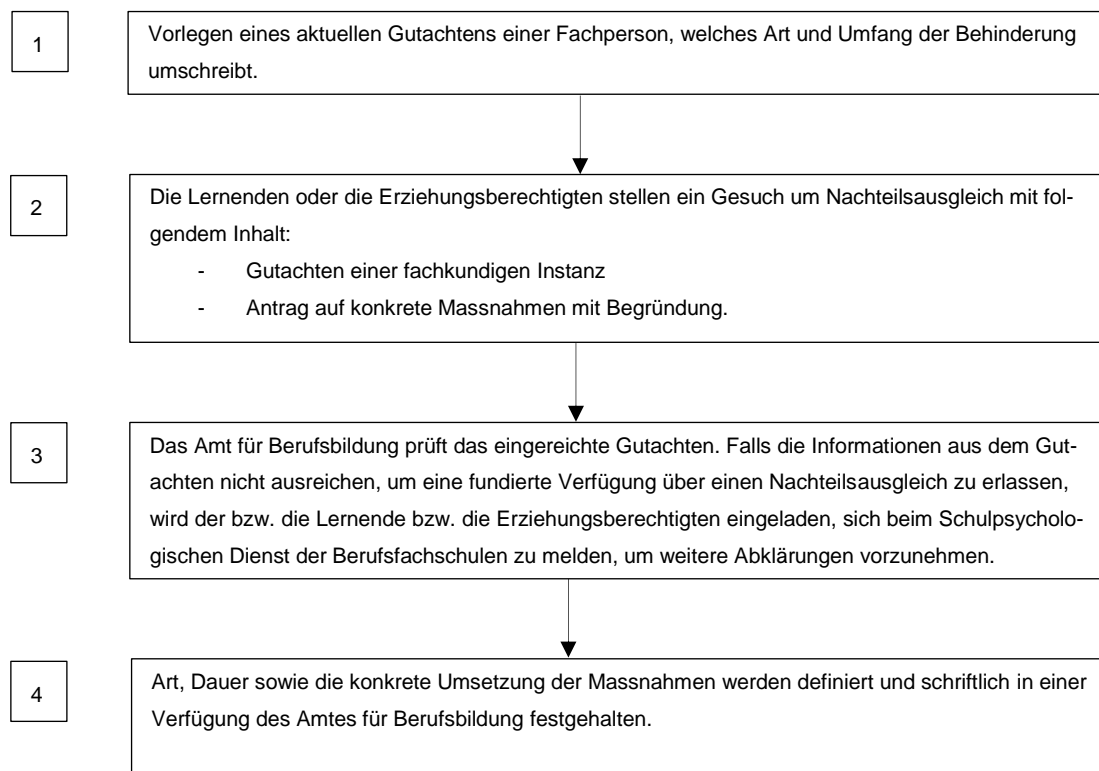 1
Vorlegen eines aktuellen Gutachtens einer Fachperson, welches Art und Umfang der Behinderung
umschreibt.
2
Die Lernenden oder die Erziehungsberechtigten stellen ein Gesuch um Nachteilsausgleich mit fol-
gendem Inhalt:
- Gutachten einer fachkundigen Instanz
- Antrag auf konkrete Massnahmen mit Begründung.
3
Das Amt für Berufsbildung prüft das eingereichte Gutachten. Falls die Informationen aus dem Gut-
achten nicht ausreichen, um eine fundierte Verfügung über einen Nachteilsausgleich zu erlassen,
wird der bzw. die Lernende bzw. die Erziehungsberechtigten eingeladen, sich beim Schulpsycholo-
gischen Dienst der Berufsfachschulen zu melden, um weitere Abklärungen vorzunehmen.
4
Art, Dauer sowie die konkrete Umsetzung der Massnahmen werden definiert und schriftlich in einer
Verfügung des Amtes für Berufsbildung festgehalten.